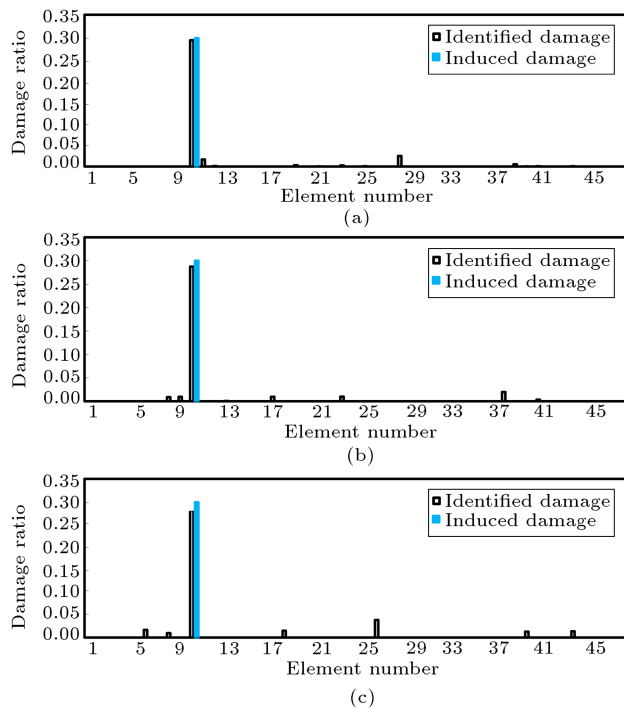 0.35
0.30
0.25
0.20
0.15
0.10
0.05
0.00
Damage ratio
Identified damage
Induced damage
1 5 9 13 17 21 25 29 33 37 41 45
Element number
(a)
0.35
0.30
0.25
0.20
0.15
0.10
0.05
0.00
Damage ratio
Identified damage
Induced damage
1 5 9 13 17 21 25 29 33 37 41 45
Element number
(b)
0.35
0.30
0.25
0.20
0.15
0.10
0.05
0.00
Damage ratio
Identified damage
Induced damage
1 5 9 13 17 21 25 29 33 37 41 45
Element number
(c)